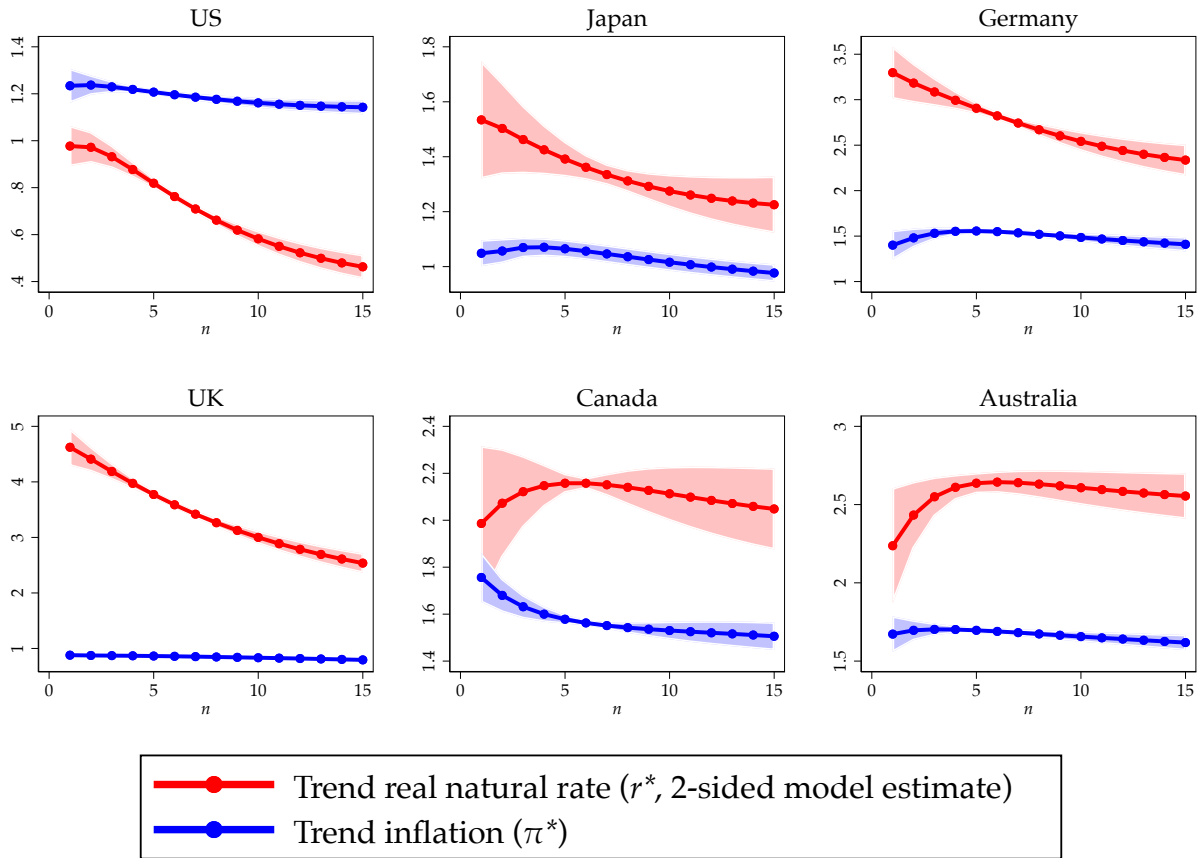 US
Japan
Germany
.4 .6 .8 1 1.2 1.4
0 5 10 15
n
1 1.2 1.4 1.6 1.8
0 5 10 15
n
1 1.5 2 2.5 3 3.5
0 5 10 15
n
UK
Canada
Australia
1 2 3 4 5
0 5 10 15
n
1.4 1.6 1.8 2 2.2 2.4
0 5 10 15
n
1.5 2 2.5 3
0 5 10 15
n
Trend real natural rate (r*, 2-sided model estimate)
Trend inflation (π*)